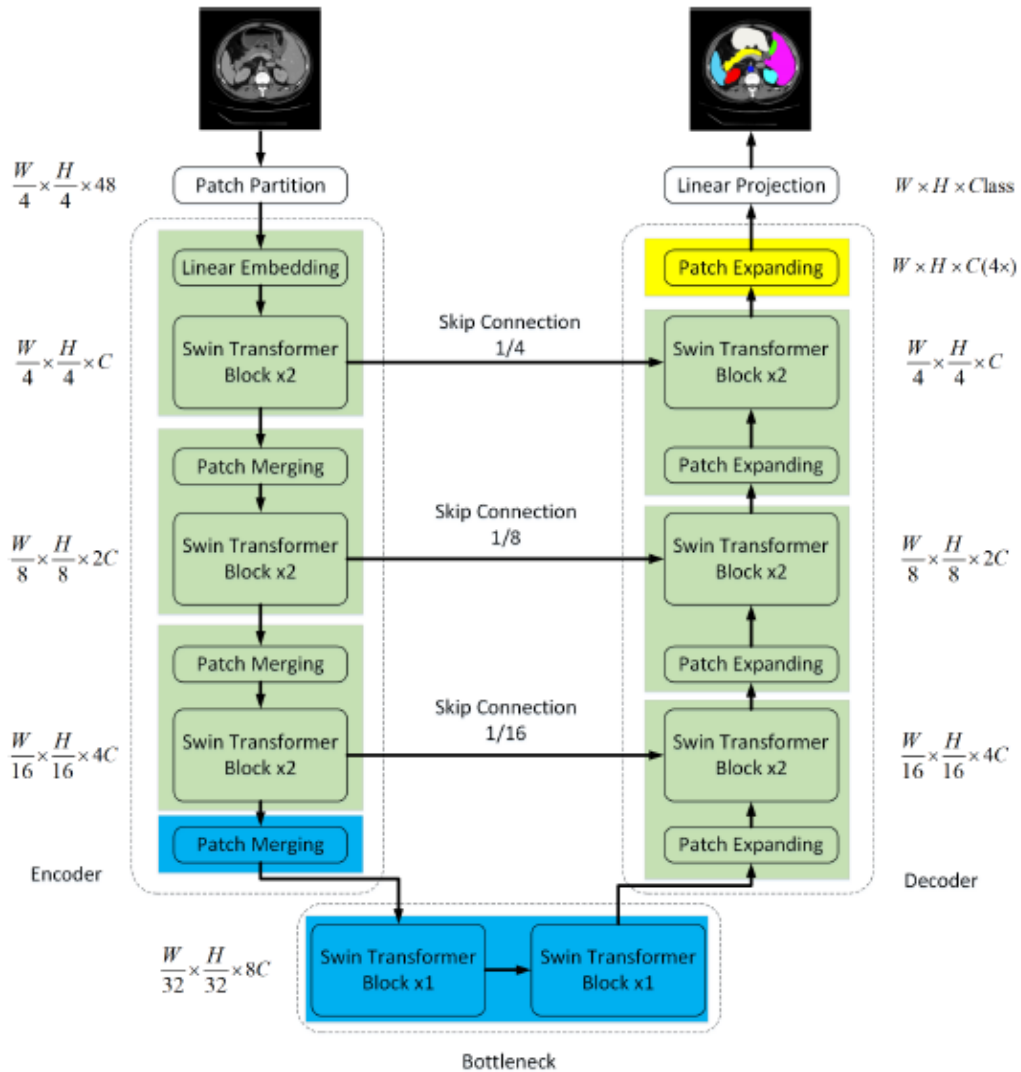 W/4 × H/4 × 48
Patch Partition
Linear Projection
W × H × Class
Linear Embedding
Patch Expanding
W × H × C(4×)
W/4 × H/4 × C
Swin Transformer
Block x2
Skip Connection
1/4
Swin Transformer
Block x2
W/4 × H/4 × C
Patch Merging
Patch Expanding
W/8 × H/8 × 2C
Swin Transformer
Block x2
Skip Connection
1/8
Swin Transformer
Block x2
W/8 × H/8 × 2C
Patch Merging
Patch Expanding
W/16 × H/16 × 4C
Swin Transformer
Block x2
Skip Connection
1/16
Swin Transformer
Block x2
W/16 × H/16 × 4C
Patch Merging
Patch Expanding
Encoder
Decoder
W/32 × H/32 × 8C
Swin Transformer
Block x1
Swin Transformer
Block x1
Bottleneck